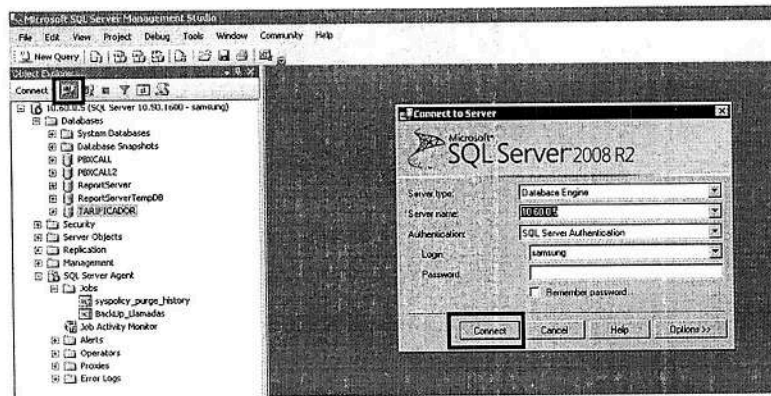 Microsoft SQL Server Management Studio
File Edit View Project Debug Tools Window Community Help
New Query
Object Explorer
Connect
10.60.0.5 (SQL Server 10.50.1600 - samsung)
Databases
System Databases
Database Snapshots
PBXCALL
PBXCALL2
ReportServer
ReportServerTempDB
TARIFICADOR
Security
Server Objects
Replication
Management
SQL Server Agent
Jobs
syspolicy_purge_history
BackUp_Llamadas
Job Activity Monitor
Alerts
Operators
Proxies
Error Logs
Connect to Server
Microsoft
SQL Server 2008 R2
Server type: Database Engine
Server name: 10.60.0.5
Authentication: SQL Server Authentication
Login: samsung
Password:
Remember password
Connect Cancel Help Options >>